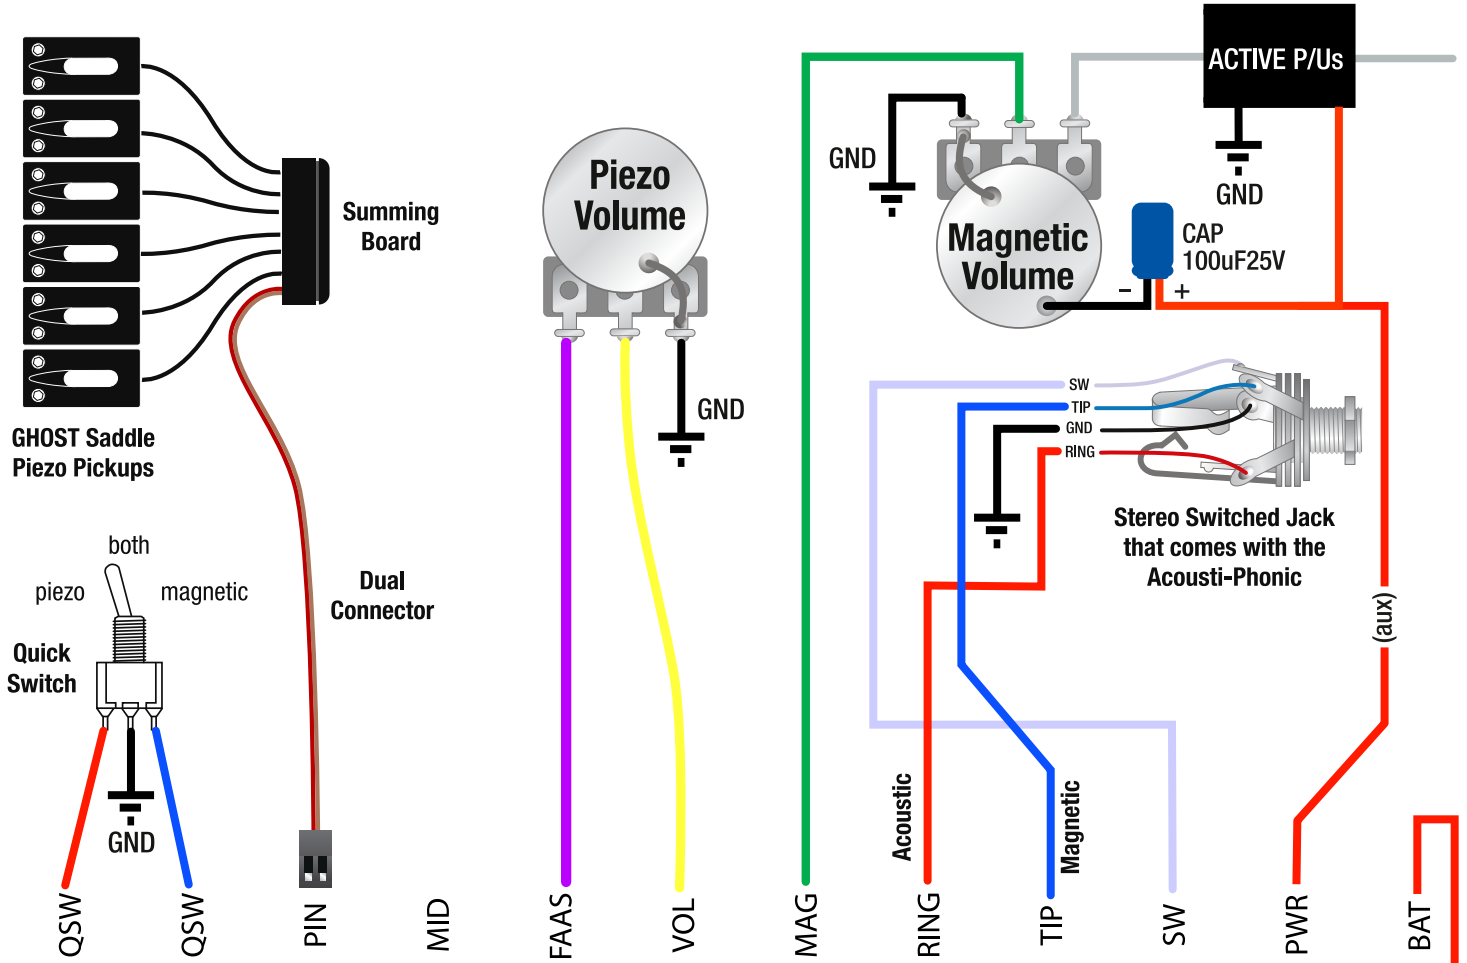 ACTIVE P/Us
GND
Piezo
Volume
GND
GND
Magnetic
Volume
CAP
100uF25V
-
+
Summing
Board
GHOST Saddle
Piezo Pickups
SW
TIP
GND
RING
Stereo Switched Jack
that comes with the
Acousti-Phonic
both
piezo
magnetic
Quick
Switch
GND
Dual
Connector
(aux)
Acoustic
Magnetic
QSW
QSW
PIN
MID
FAAS
VOL
MAG
RING
TIP
SW
PWR
BAT